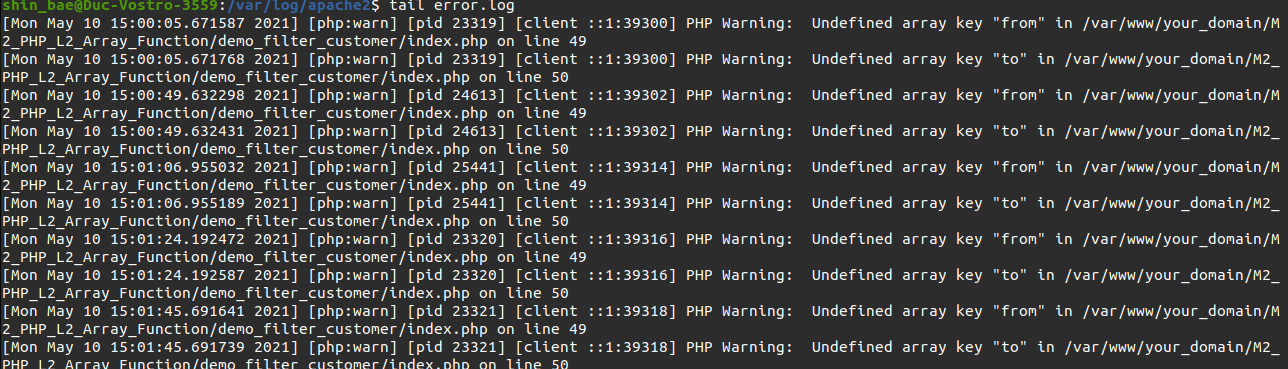 shin_bae@Duc-Vostro-3559:/var/log/apache2$ tail error.log
[Mon May 10 15:00:05.671587 2021] [php:warn] [pid 23319] [client ::1:39300] PHP Warning:  Undefined array key "from" in /var/www/your_domain/M
2_PHP_L2_Array_Function/demo_filter_customer/index.php on line 49
[Mon May 10 15:00:05.671768 2021] [php:warn] [pid 23319] [client ::1:39300] PHP Warning:  Undefined array key "to" in /var/www/your_domain/M2_
PHP_L2_Array_Function/demo_filter_customer/index.php on line 50
[Mon May 10 15:00:49.632298 2021] [php:warn] [pid 24613] [client ::1:39302] PHP Warning:  Undefined array key "from" in /var/www/your_domain/M
2_PHP_L2_Array_Function/demo_filter_customer/index.php on line 49
[Mon May 10 15:00:49.632431 2021] [php:warn] [pid 24613] [client ::1:39302] PHP Warning:  Undefined array key "to" in /var/www/your_domain/M2_
PHP_L2_Array_Function/demo_filter_customer/index.php on line 50
[Mon May 10 15:01:06.955032 2021] [php:warn] [pid 25441] [client ::1:39314] PHP Warning:  Undefined array key "from" in /var/www/your_domain/M
2_PHP_L2_Array_Function/demo_filter_customer/index.php on line 49
[Mon May 10 15:01:06.955189 2021] [php:warn] [pid 25441] [client ::1:39314] PHP Warning:  Undefined array key "to" in /var/www/your_domain/M2_
PHP_L2_Array_Function/demo_filter_customer/index.php on line 50
[Mon May 10 15:01:24.192472 2021] [php:warn] [pid 23320] [client ::1:39316] PHP Warning:  Undefined array key "from" in /var/www/your_domain/M
2_PHP_L2_Array_Function/demo_filter_customer/index.php on line 49
[Mon May 10 15:01:24.192587 2021] [php:warn] [pid 23320] [client ::1:39316] PHP Warning:  Undefined array key "to" in /var/www/your_domain/M2_
PHP_L2_Array_Function/demo_filter_customer/index.php on line 50
[Mon May 10 15:01:45.691641 2021] [php:warn] [pid 23321] [client ::1:39318] PHP Warning:  Undefined array key "from" in /var/www/your_domain/M
2_PHP_L2_Array_Function/demo_filter_customer/index.php on line 49
[Mon May 10 15:01:45.691739 2021] [php:warn] [pid 23321] [client ::1:39318] PHP Warning:  Undefined array key "to" in /var/www/your_domain/M2_
PHP_L2_Array_Function/demo_filter_customer/index.php on line 50